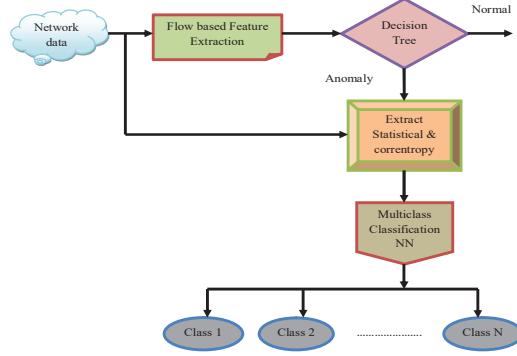 Network
data
Flow based Feature
Extraction
Decision
Tree
Normal
Anomaly
Extract
Statistical &
correntropy
Multiclass
Classification
NN
Class 1
Class 2
.....................
Class N